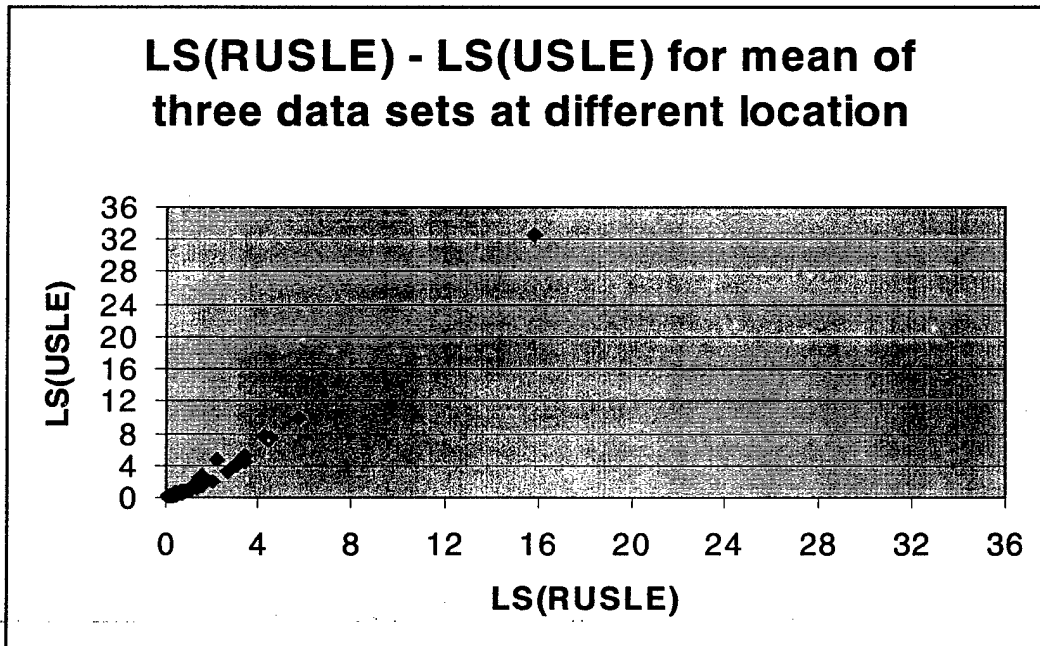 LS(RUSLE) - LS(USLE) for mean of
three data sets at different location
LS(USLE)
36
32
28
24
20
16
12
8
4
0
0 4 8 12 16 20 24 28 32 36
LS(RUSLE)